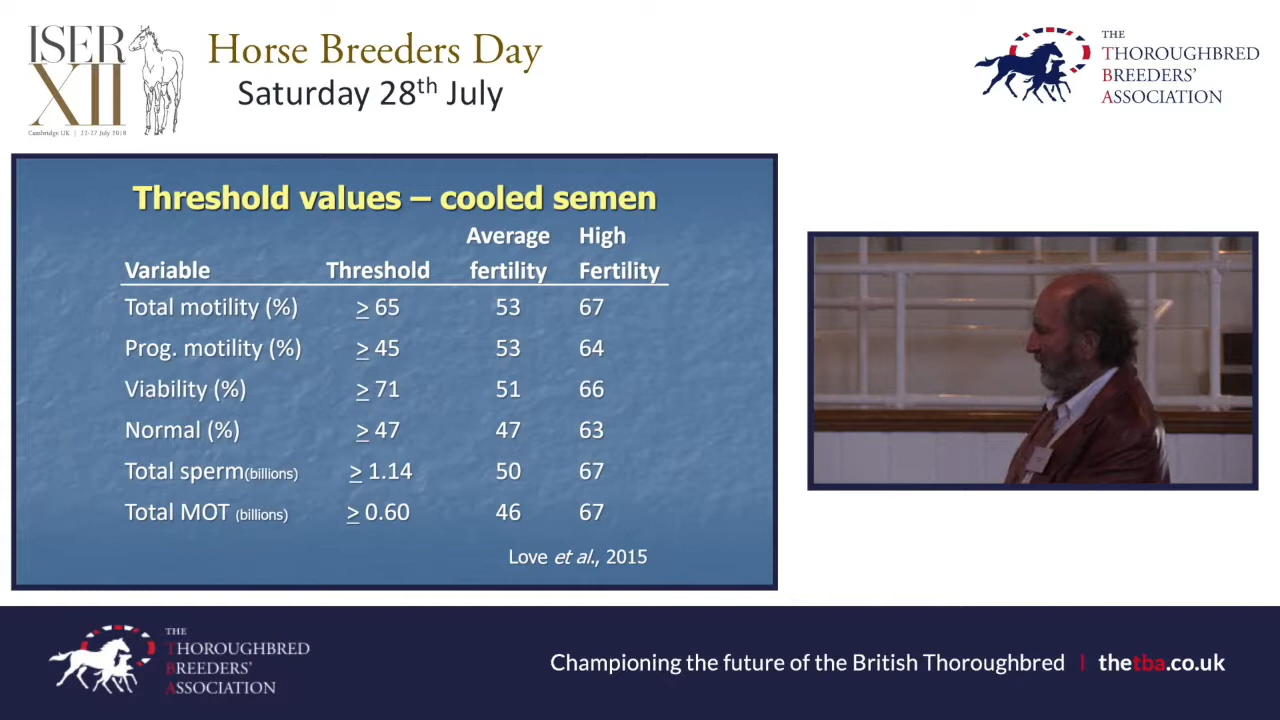 ISER
XII
Cambridge UK | 22-27 July 2018
Horse Breeders Day
Saturday 28th July
THE
THOROUGHBRED
BREEDERS'
ASSOCIATION
Threshold values – cooled semen
Variable Threshold Average fertility High Fertility
Total motility (%) ≥ 65 53 67
Prog. motility (%) ≥ 45 53 64
Viability (%) ≥ 71 51 66
Normal (%) ≥ 47 47 63
Total sperm(billions) ≥ 1.14 50 67
Total MOT (billions) ≥ 0.60 46 67
Love et al., 2015
THE
THOROUGHBRED
BREEDERS'
ASSOCIATION
Championing the future of the British Thoroughbred | thetba.co.uk